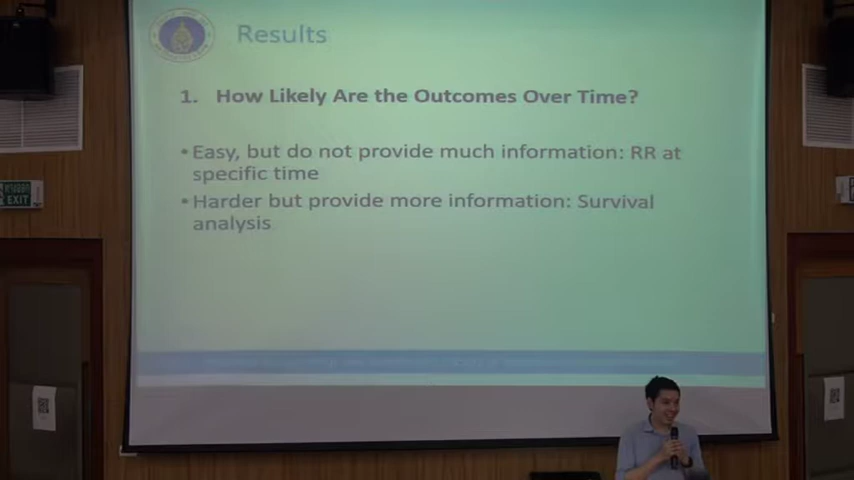 Results
1. How Likely Are the Outcomes Over Time?
• Easy, but do not provide much information: RR at
specific time
• Harder but provide more information: Survival
analysis
EXIT